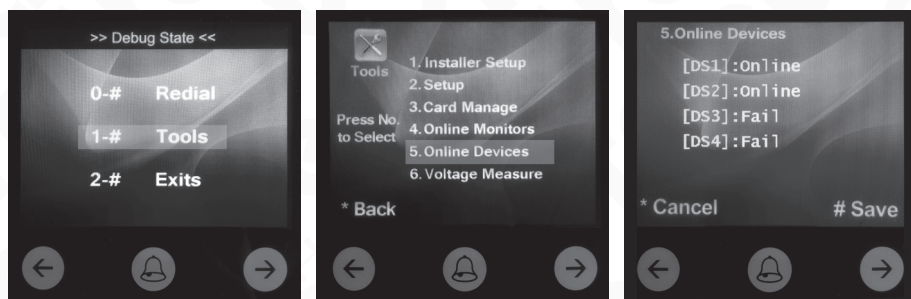 >> Debug State <<
0-# Redial
1-# Tools
2-# Exits
Tools
Press No.
to Select
1. Installer Setup
2. Setup
3. Card Manage
4. Online Monitors
5. Online Devices
6. Voltage Measure
* Back
5.Online Devices
[DS1]:Online
[DS2]:Online
[DS3]:Fail
[DS4]:Fail
* Cancel
# Save